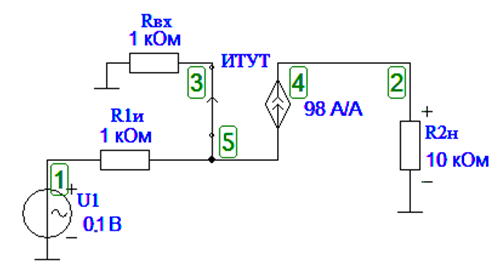 Rвх
1 кОм
ИТУТ
3
4
2
98 А/А
+
R1и
1 кОм
R2н
10 кОм
5
−
1
+
U1
0.1 В
−